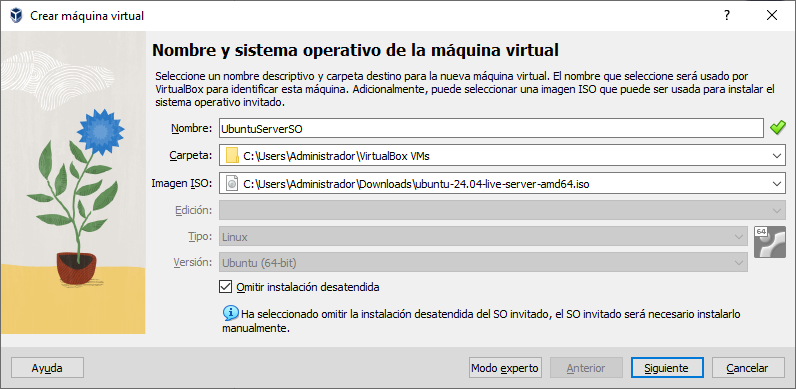 Crear máquina virtual
Nombre y sistema operativo de la máquina virtual
Seleccione un nombre descriptivo y carpeta destino para la nueva máquina virtual. El nombre que seleccione será usado por
VirtualBox para identificar esta máquina. Adicionalmente, puede seleccionar una imagen ISO que puede ser usada para instalar el
sistema operativo invitado.
Nombre: UbuntuServerSO
Carpeta: C:\Users\Administrador\VirtualBox VMs
Imagen ISO: C:\Users\Administrador\Downloads\ubuntu-24.04-live-server-amd64.iso
Edición:
Tipo: Linux
64
Versión: Ubuntu (64-bit)
Omitir instalación desatendida
Ha seleccionado omitir la instalación desatendida del SO invitado, el SO invitado será necesario instalarlo
manualmente.
Ayuda Modo experto Anterior Siguiente Cancelar